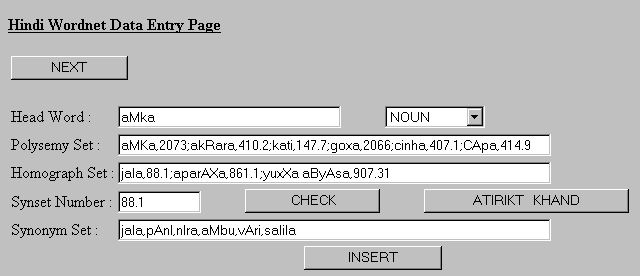 Hindi Wordnet Data Entry Page
NEXT
Head Word : aMka NOUN
Polysemy Set : aMKa,2073;akRara,410.2;kati,147.7;goxa,2066;cinha,407.1;CApa,414.9
Homograph Set : jala,88.1;aparAXa,861.1;yuxXa aByAsa,907.31
Synset Number : 88.1 CHECK ATIRIKT KHAND
Synonym Set : jala,pAnI,nIra,aMbu,vAri,salila
INSERT